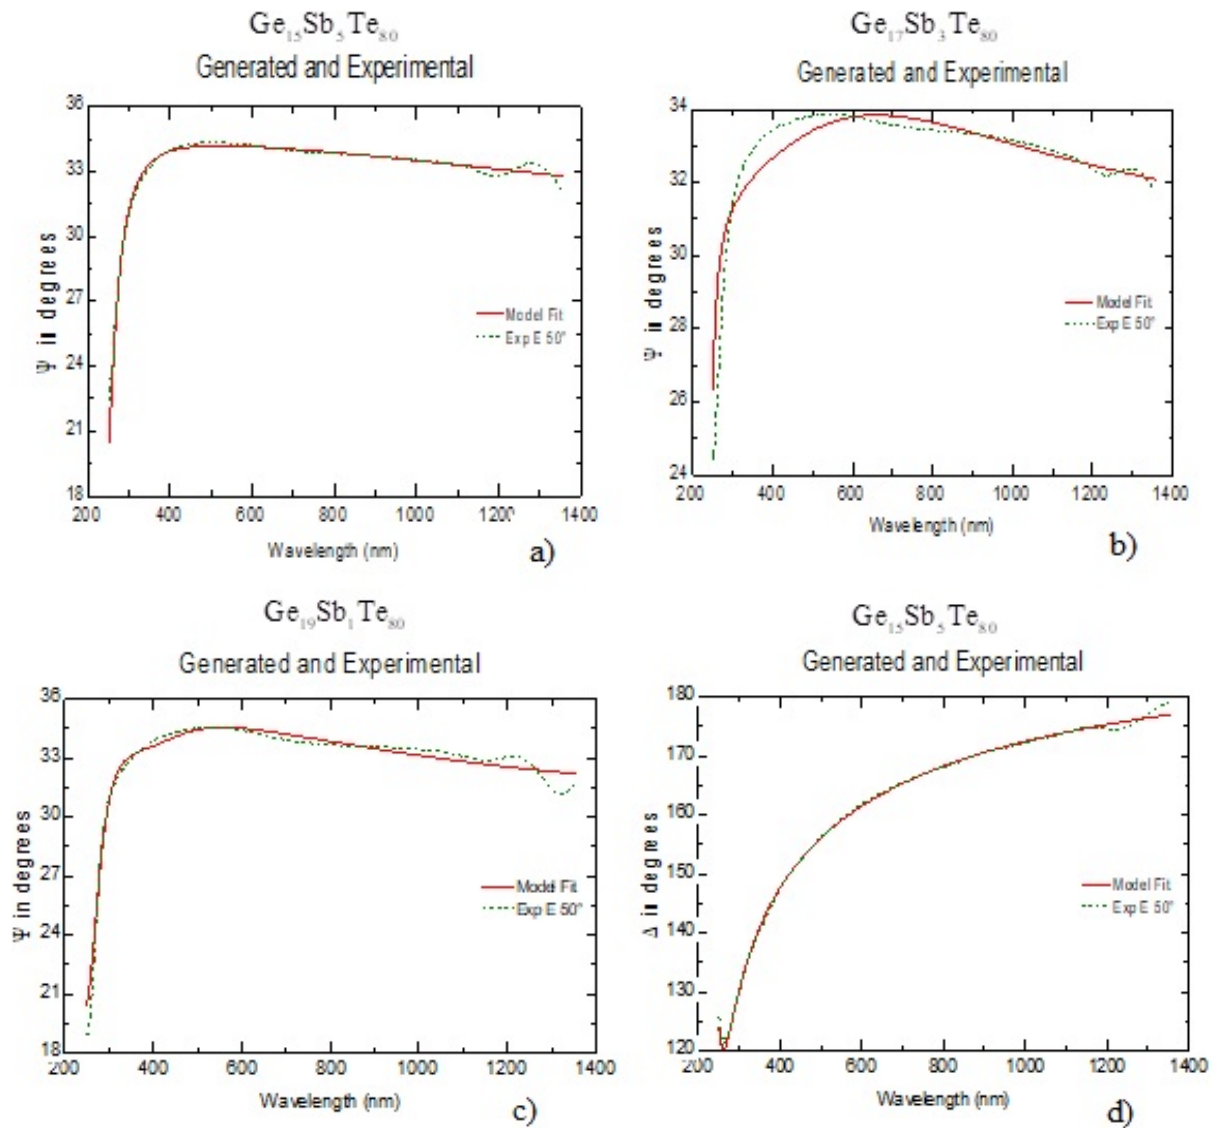 Ge₁₅Sb₅Te₈₀
Generated and Experimental
36
33
30
27
24
21
18
200
400
600
800
1000
1200
1400
Ψ in degrees
Wavelength (nm)
Model Fit
Exp E 50°
a)
Ge₁₇Sb₃Te₈₀
Generated and Experimental
34
32
30
28
26
24
200
400
600
800
1000
1200
1400
Ψ in degrees
Wavelength (nm)
Model Fit
Exp E 50°
b)
Ge₁₉Sb₁Te₈₀
Generated and Experimental
36
33
30
27
24
21
18
200
400
600
800
1000
1200
1400
Ψ in degrees
Wavelength (nm)
Model Fit
Exp E 50°
c)
Ge₁₅Sb₅Te₈₀
Generated and Experimental
180
170
160
150
140
130
120
200
400
600
800
1000
1200
1400
Δ in degrees
Wavelength (nm)
Model Fit
Exp E 50°
d)